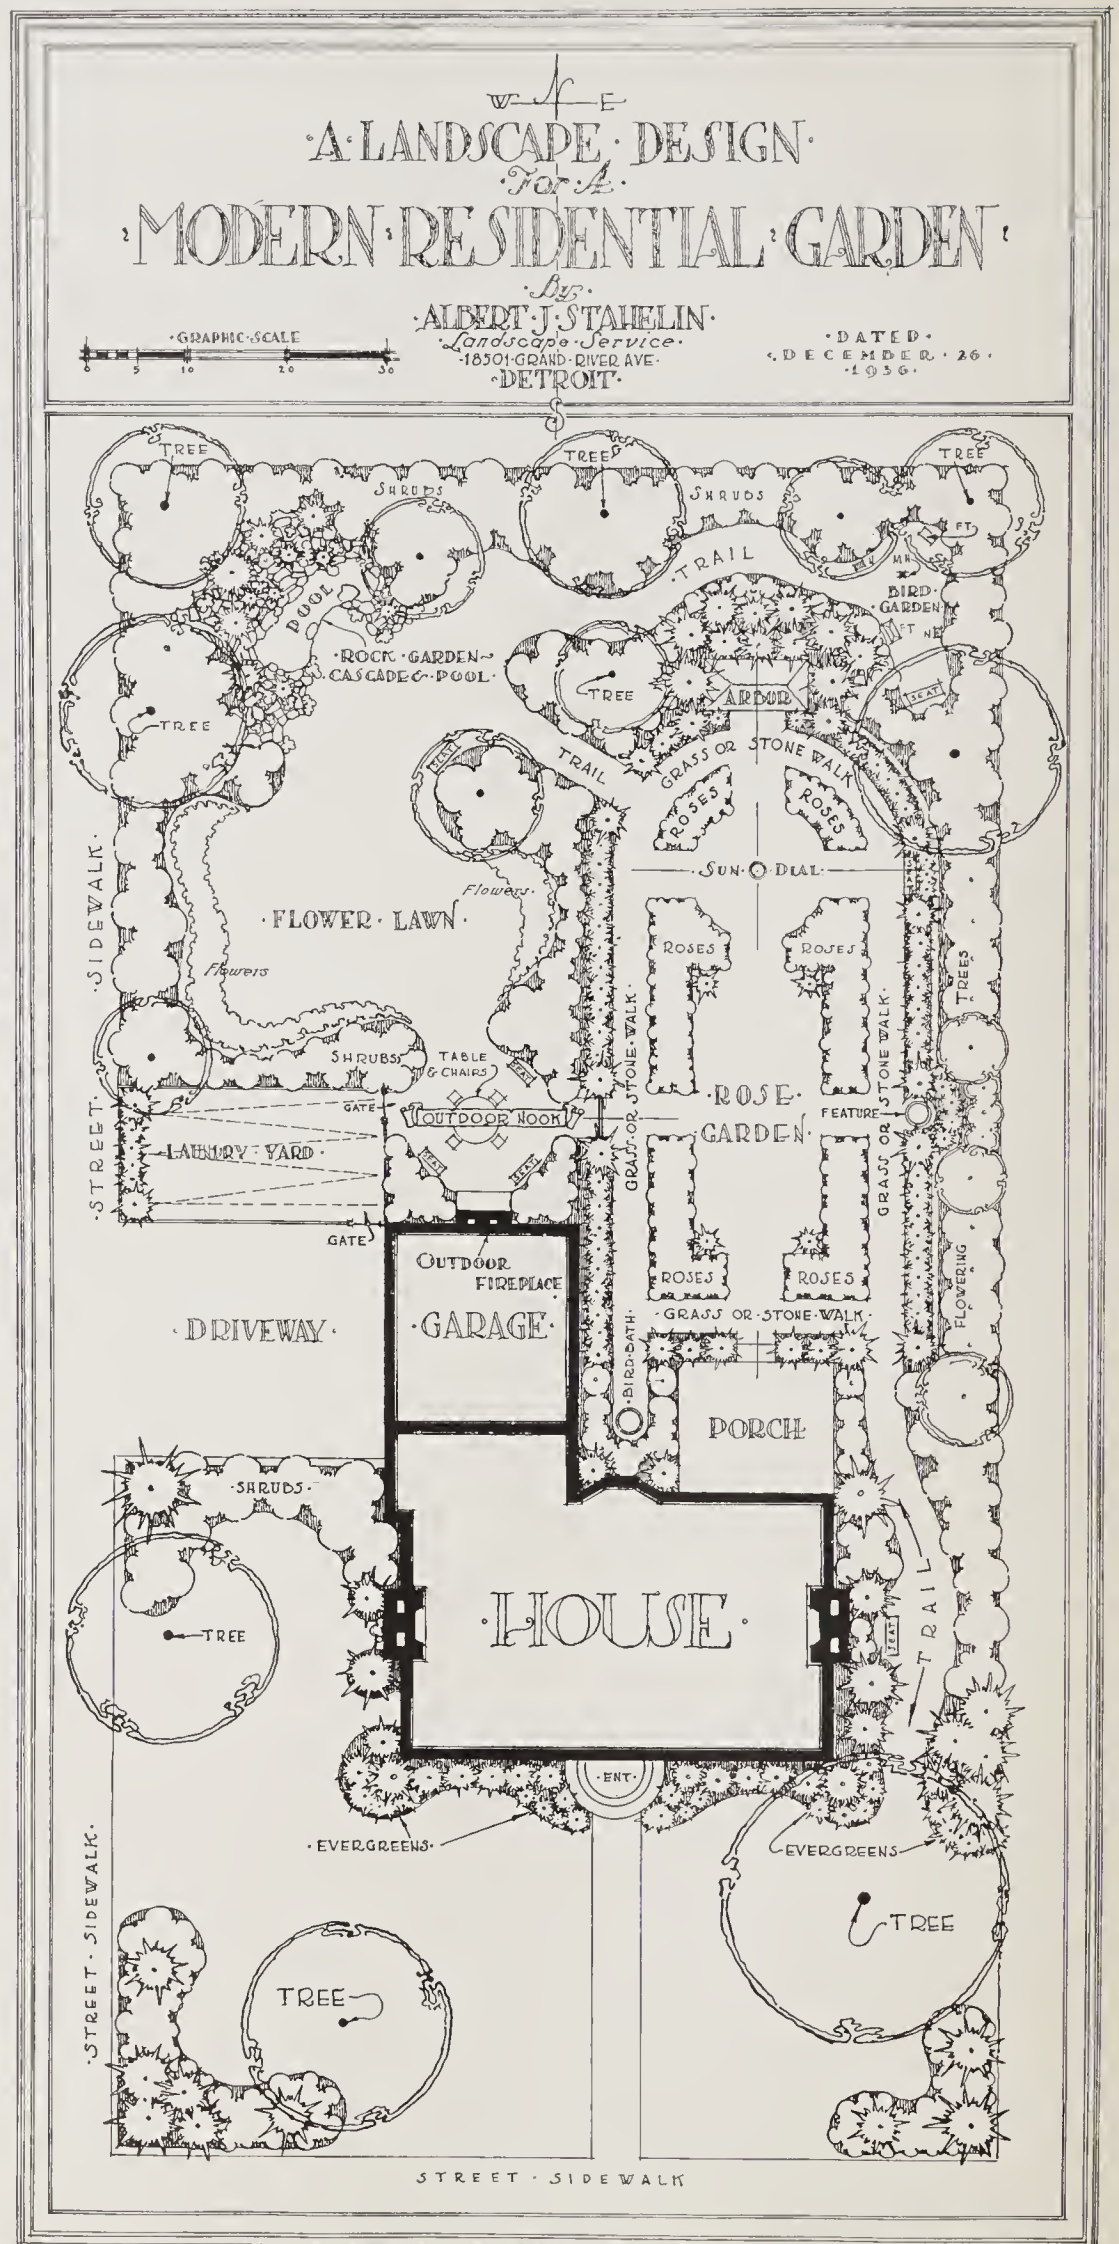 W N E
·A·LANDSCAPE·DESIGN·
·For·A·
·MODERN·RESIDENTIAL·GARDEN·
·By·
·ALBERT·J·STAHELIN·
·Landscape·Service·
·18501·GRAND·RIVER·AVE·
·DETROIT·
S
·GRAPHIC·SCALE
0 5 10 20 30
·DATED·
·DECEMBER·26·
·1936·
TREE
SHRUBS
TREE
SHRUBS
TREE
·TRAIL
FT
BIRD·
·GARDEN·
FT
POOL
·ROCK·GARDEN~
CASCADE&·POOL·
TREE
ARBOR
SEAT
TREE
SEAT
TRAIL
GRASS OR STONE WALK
ROSES
ROSES
·SUN·DIAL·
·SIDEWALK·
Flowers·
·FLOWER·LAWN·
Flowers
ROSES
ROSES
TREES
SHRUBS
TABLE
& CHAIRS
SEAT
GRASS·OR·STONE·WALK·
GRASS OR STONE WALK·
GATE
OUTDOOR NOOK
·ROSE·
GARDEN·
FEATURE
·STREET·
·LAUNDRY·YARD·
SEAT
SEAT
GATE
OUTDOOR
FIREPLACE
ROSES
ROSES
FLOWERING
·GRASS OR·STONE·WALK·
·DRIVEWAY·
·GARAGE·
·BIRD·BATH·
PORCH
·SHRUBS·
TREE
·HOUSE·
SEAT
TRAIL
·ENT·
·EVERGREENS·
EVERGREENS
·STREET·SIDEWALK·
TREE
TREE
STREET·SIDEWALK